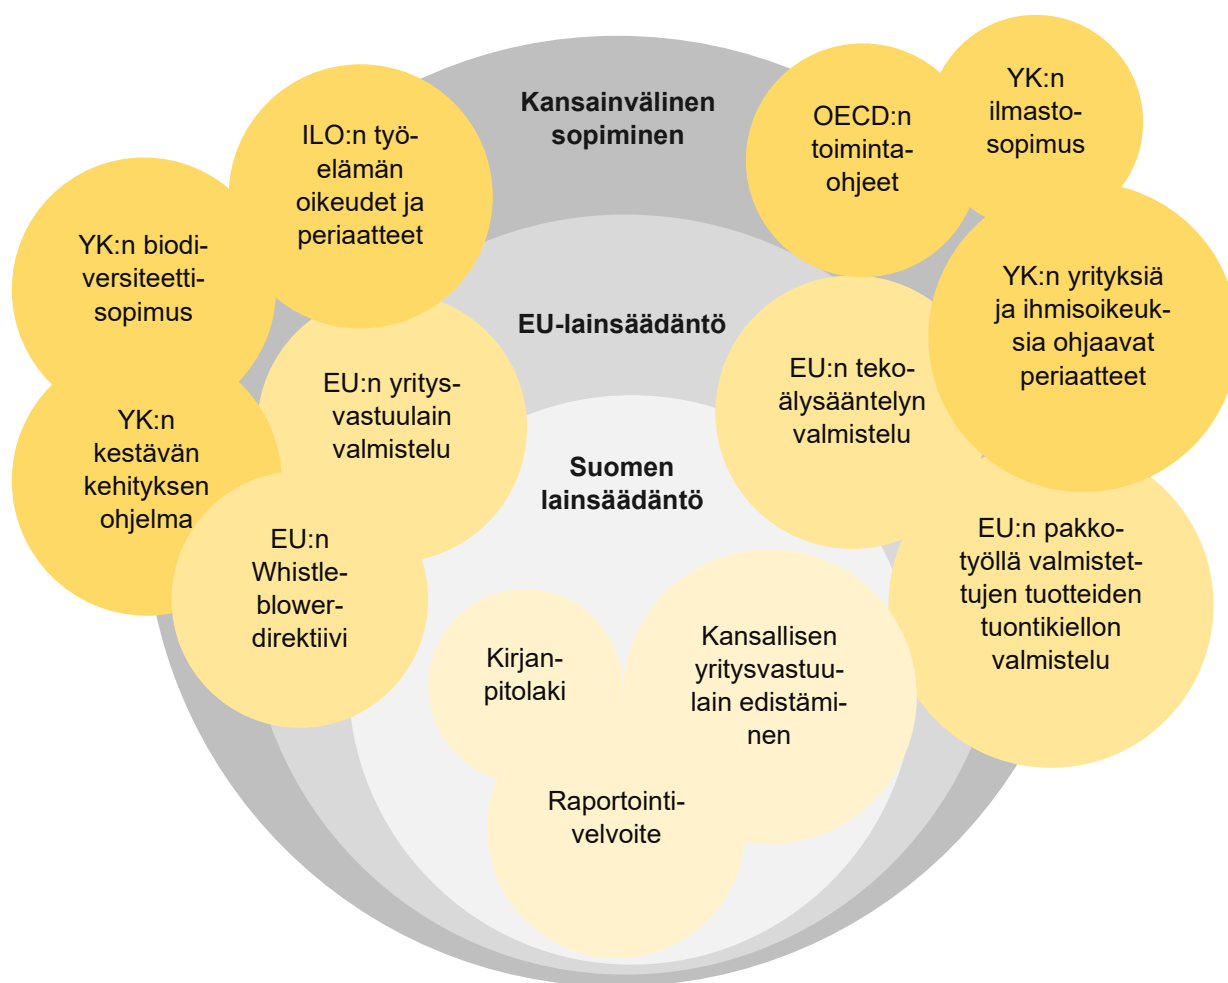 Kansainvälinen
sopiminen
ILO:n työ-
elämän
oikeudet ja
periaatteet
OECD:n
toiminta-
ohjeet
YK:n
ilmasto-
sopimus
YK:n biodi-
versiteetti-
sopimus
YK:n yrityksiä
ja ihmisoikeuk-
sia ohjaavat
periaatteet
YK:n
kestävän
kehityksen
ohjelma
EU-lainsäädäntö
EU:n yritys-
vastuulain
valmistelu
EU:n teko-
älysääntelyn
valmistelu
EU:n
Whistle-
blower-
direktiivi
EU:n pakko-
työllä valmistet-
tujen tuotteiden
tuontikiellon
valmistelu
Suomen
lainsäädäntö
Kirjan-
pitolaki
Kansallisen
yritysvastuu-
lain edistämi-
nen
Raportointi-
velvoite